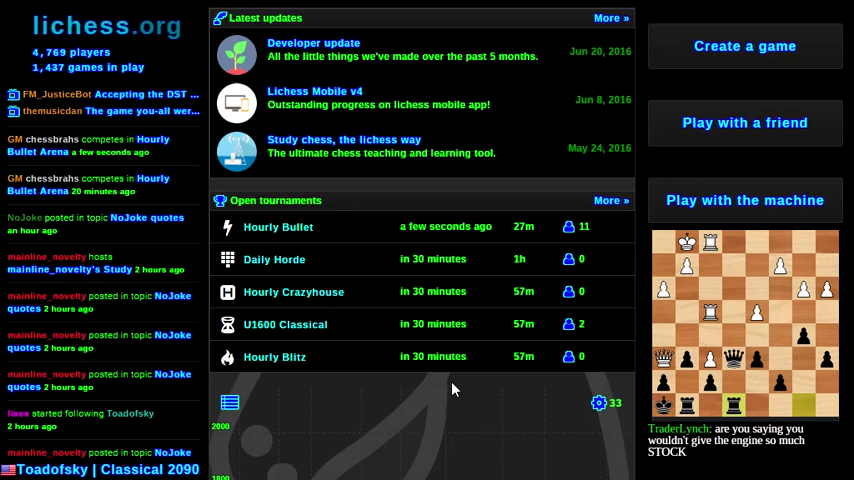 lichess.org
4,769 players
1,437 games in play
FM_JusticeBot Accepting the DST ...
themusicdan The game you-all wer...
GM chessbrahs competes in Hourly
Bullet Arena a few seconds ago
GM chessbrahs competes in Hourly
Bullet Arena 20 minutes ago
NoJoke posted in topic NoJoke quotes
an hour ago
mainline_novelty hosts
mainline_novelty's Study 2 hours ago
mainline_novelty posted in topic NoJoke
quotes 2 hours ago
mainline_novelty posted in topic NoJoke
quotes 2 hours ago
mainline_novelty posted in topic NoJoke
quotes 2 hours ago
likes started following Toadofsky
2 hours ago
mainline_novelty posted in topic NoJoke
Toadofsky | Classical 2090
Latest updates More »
Developer update
All the little things we've made over the past 5 months. Jun 20, 2016
Lichess Mobile v4
Outstanding progress on lichess mobile app! Jun 8, 2016
Study chess, the lichess way
The ultimate chess teaching and learning tool. May 24, 2016
Open tournaments More »
Hourly Bullet a few seconds ago 27m 11
Daily Horde in 30 minutes 1h 0
Hourly Crazyhouse in 30 minutes 57m 0
U1600 Classical in 30 minutes 57m 2
Hourly Blitz in 30 minutes 57m 0
33
2000
1800
Create a game
Play with a friend
Play with the machine
TraderLynch: are you saying you
wouldn't give the engine so much
STOCK